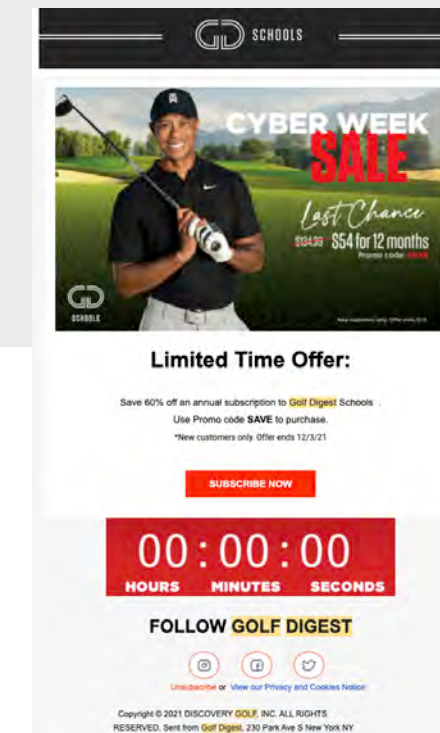 GD SCHOOLS
CYBER WEEK
SALE
Last Chance
$134.99 $54 for 12 months
Promo code:
GD
SCHOOLS
Limited Time Offer:
Save 60% off an annual subscription to Golf Digest Schools .
Use Promo code SAVE to purchase.
*New customers only. Offer ends 12/3/21
SUBSCRIBE NOW
00 : 00 : 00
HOURS MINUTES SECONDS
FOLLOW GOLF DIGEST
Unsubscribe or View our Privacy and Cookies Notice
Copyright © 2021 DISCOVERY GOLF, INC. ALL RIGHTS
RESERVED. Sent from Golf Digest, 230 Park Ave S New York NY